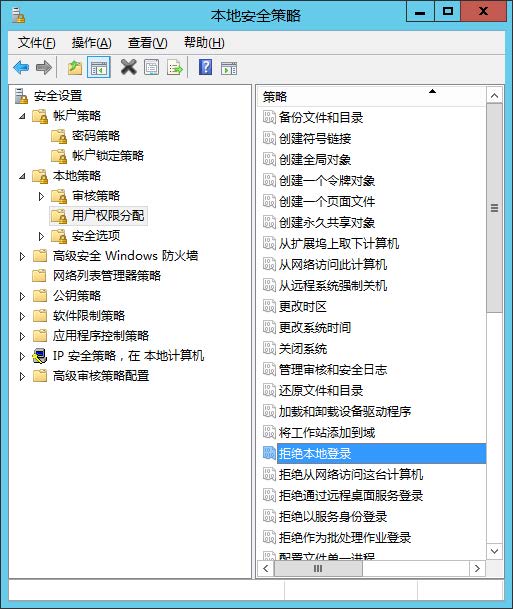 本地安全策略
文件(F) 操作(A) 查看(V) 帮助(H)
安全设置
帐户策略
密码策略
帐户锁定策略
本地策略
审核策略
用户权限分配
安全选项
高级安全 Windows 防火墙
网络列表管理器策略
公钥策略
软件限制策略
应用程序控制策略
IP 安全策略，在 本地计算机
高级审核策略配置
策略
备份文件和目录
创建符号链接
创建全局对象
创建一个令牌对象
创建一个页面文件
创建永久共享对象
从扩展坞上取下计算机
从网络访问此计算机
从远程系统强制关机
更改时区
更改系统时间
关闭系统
管理审核和安全日志
还原文件和目录
加载和卸载设备驱动程序
将工作站添加到域
拒绝本地登录
拒绝从网络访问这台计算机
拒绝通过远程桌面服务登录
拒绝以服务身份登录
拒绝作为批处理作业登录
配置文件单一进程